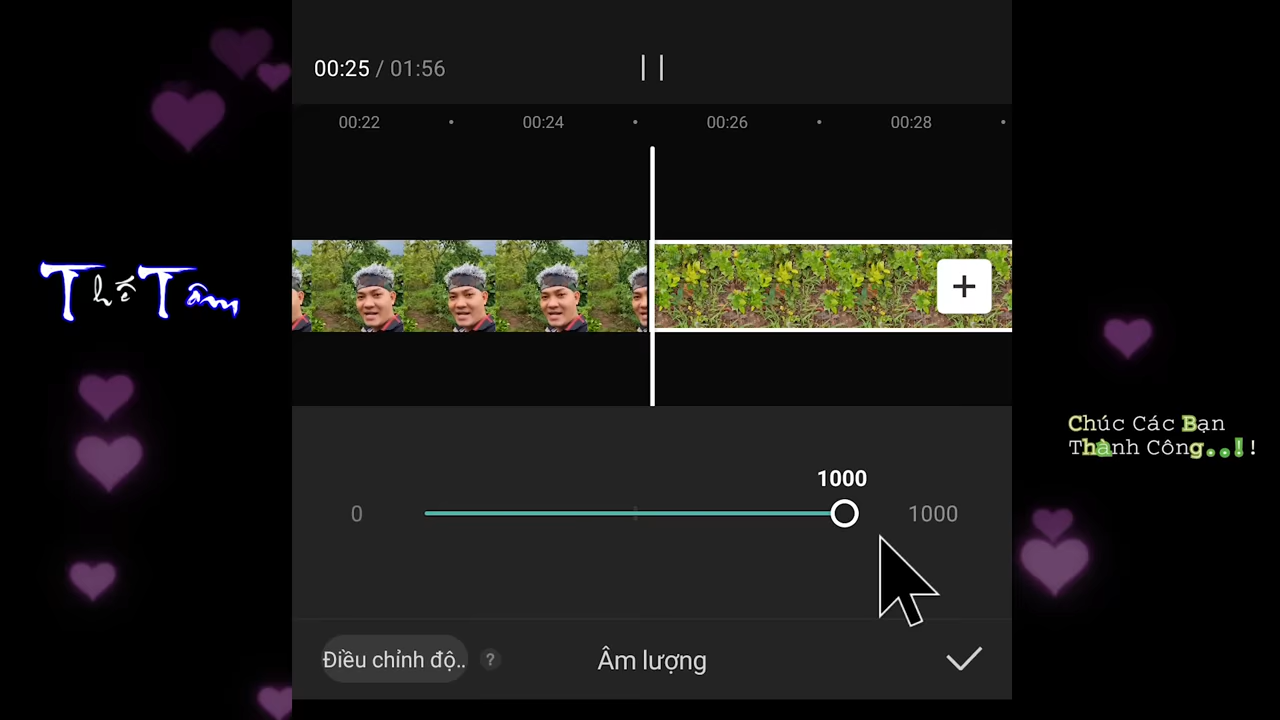 00:25 / 01:56
00:22
00:24
00:26
00:28
Thế Tâm
Chúc Các Bạn
Thành Công..!!
1000
0
1000
Điều chỉnh độ..
?
Âm lượng